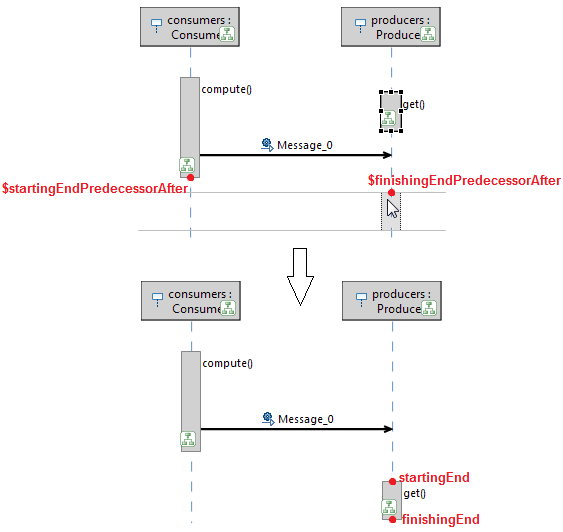 consumers :
Consume
producers :
Produce
compute()
get()
Message_0
$startingEndPredecessorAfter
$finishingEndPredecessorAfter
consumers :
Consume
producers :
Produce
compute()
Message_0
startingEnd
get()
finishingEnd